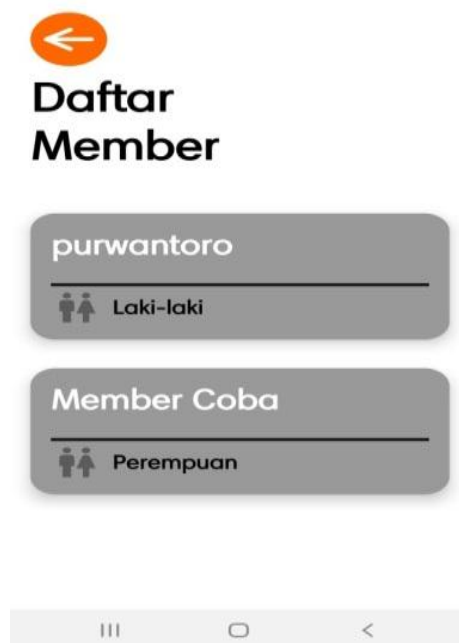 Daftar
Member
purwantoro
Laki-laki
Member Coba
Perempuan